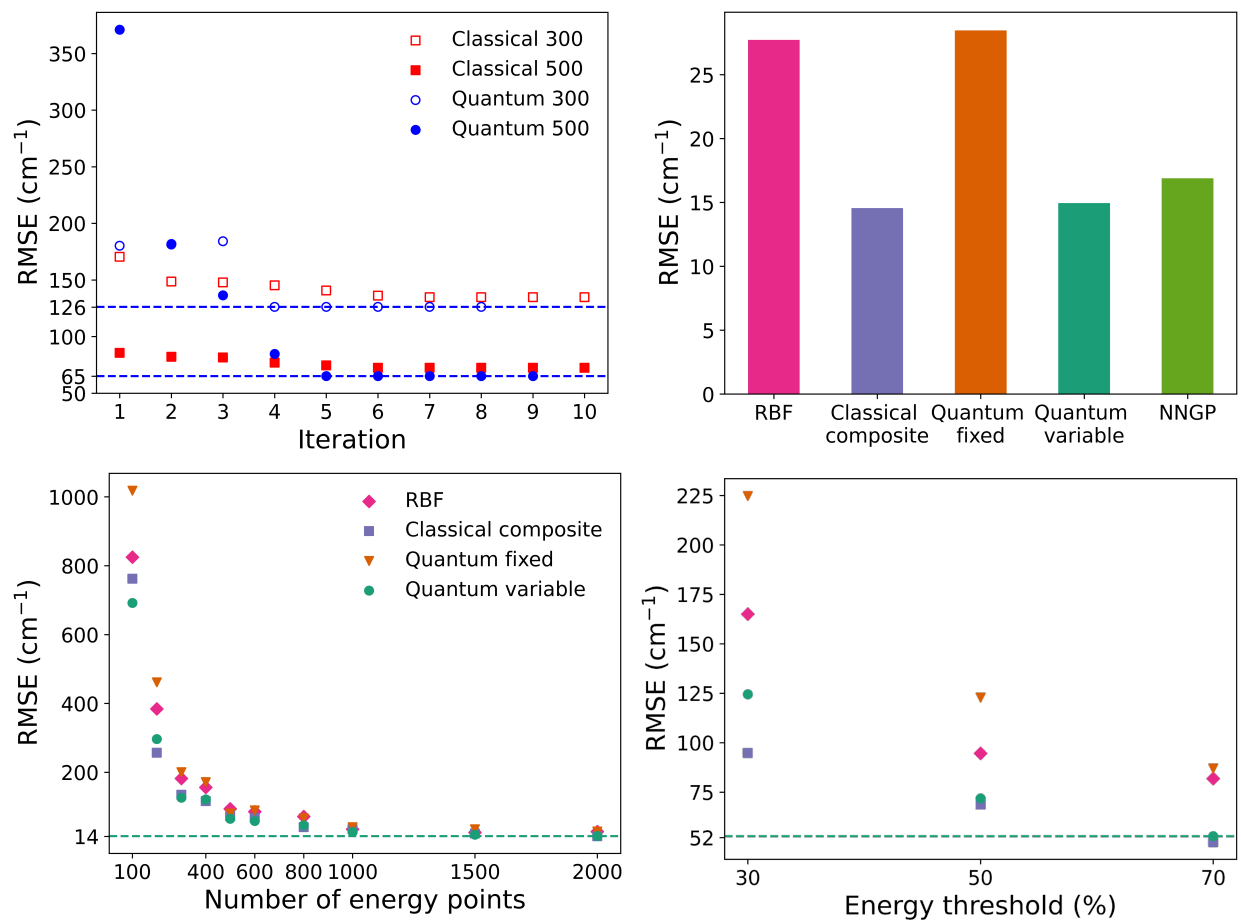 RMSE (cm⁻¹)
350
300
250
200
150
126
100
65
50
Classical 300
Classical 500
Quantum 300
Quantum 500
1 2 3 4 5 6 7 8 9 10
Iteration
RMSE (cm⁻¹)
25
20
15
10
5
0
RBF Classical composite Quantum fixed Quantum variable NNGP
RMSE (cm⁻¹)
1000
800
600
400
200
14
RBF
Classical composite
Quantum fixed
Quantum variable
100 400 600 800 1000 1500 2000
Number of energy points
RMSE (cm⁻¹)
225
200
175
150
125
100
75
52
30 50 70
Energy threshold (%)